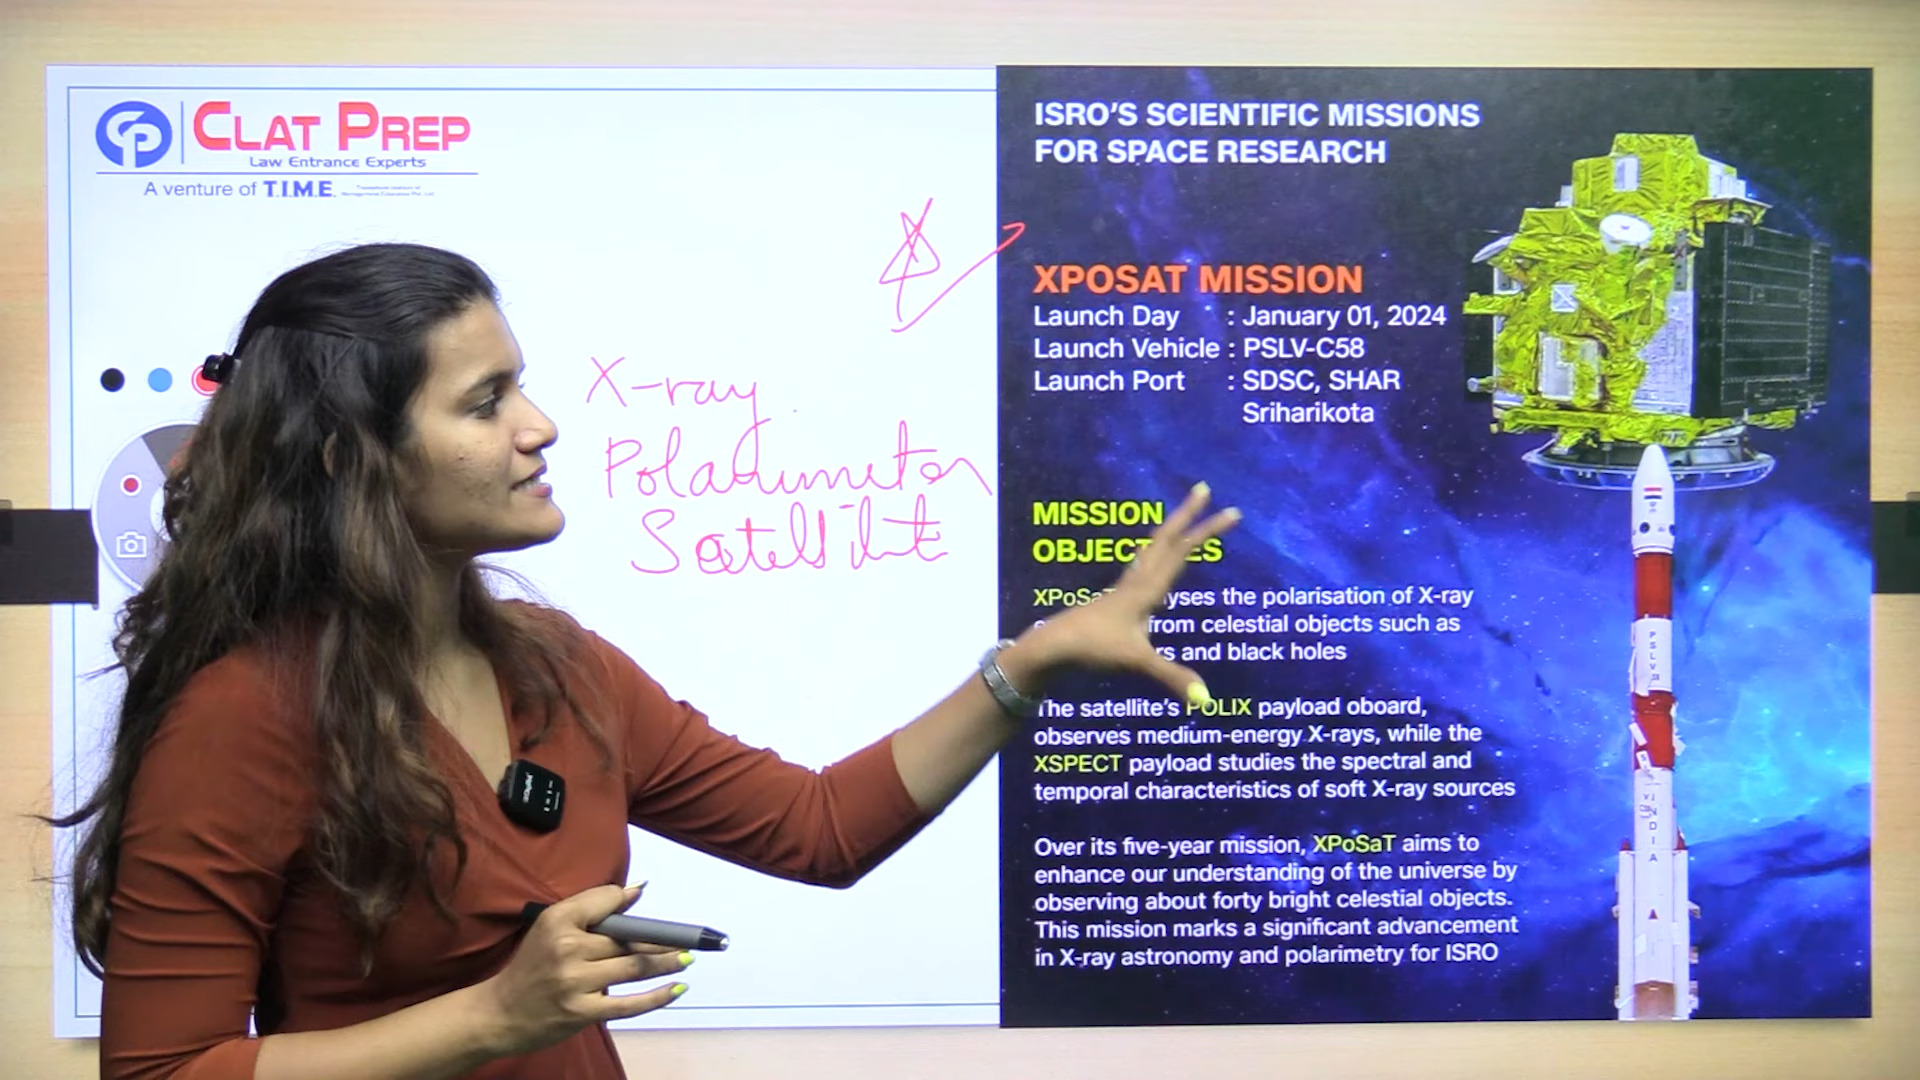 CLAT PREP
Law Entrance Experts
A venture of T.I.M.E.
X-ray
Polarimeter
Satellite
ISRO'S SCIENTIFIC MISSIONS
FOR SPACE RESEARCH
XPOSAT MISSION
Launch Day : January 01, 2024
Launch Vehicle : PSLV-C58
Launch Port : SDSC, SHAR
Sriharikota
MISSION
XPoSaT the polarisation of X-ray
from celestial objects such as
and black holes
The satellite's POLIX payload oboard,
observes medium-energy X-rays, while the
XSPECT payload studies the spectral and
temporal characteristics of soft X-ray sources
Over its five-year mission, XPoSaT aims to
enhance our understanding of the universe by
observing about forty bright celestial objects.
This mission marks a significant advancement
in X-ray astronomy and polarimetry for ISRO
PSLV
INDIA